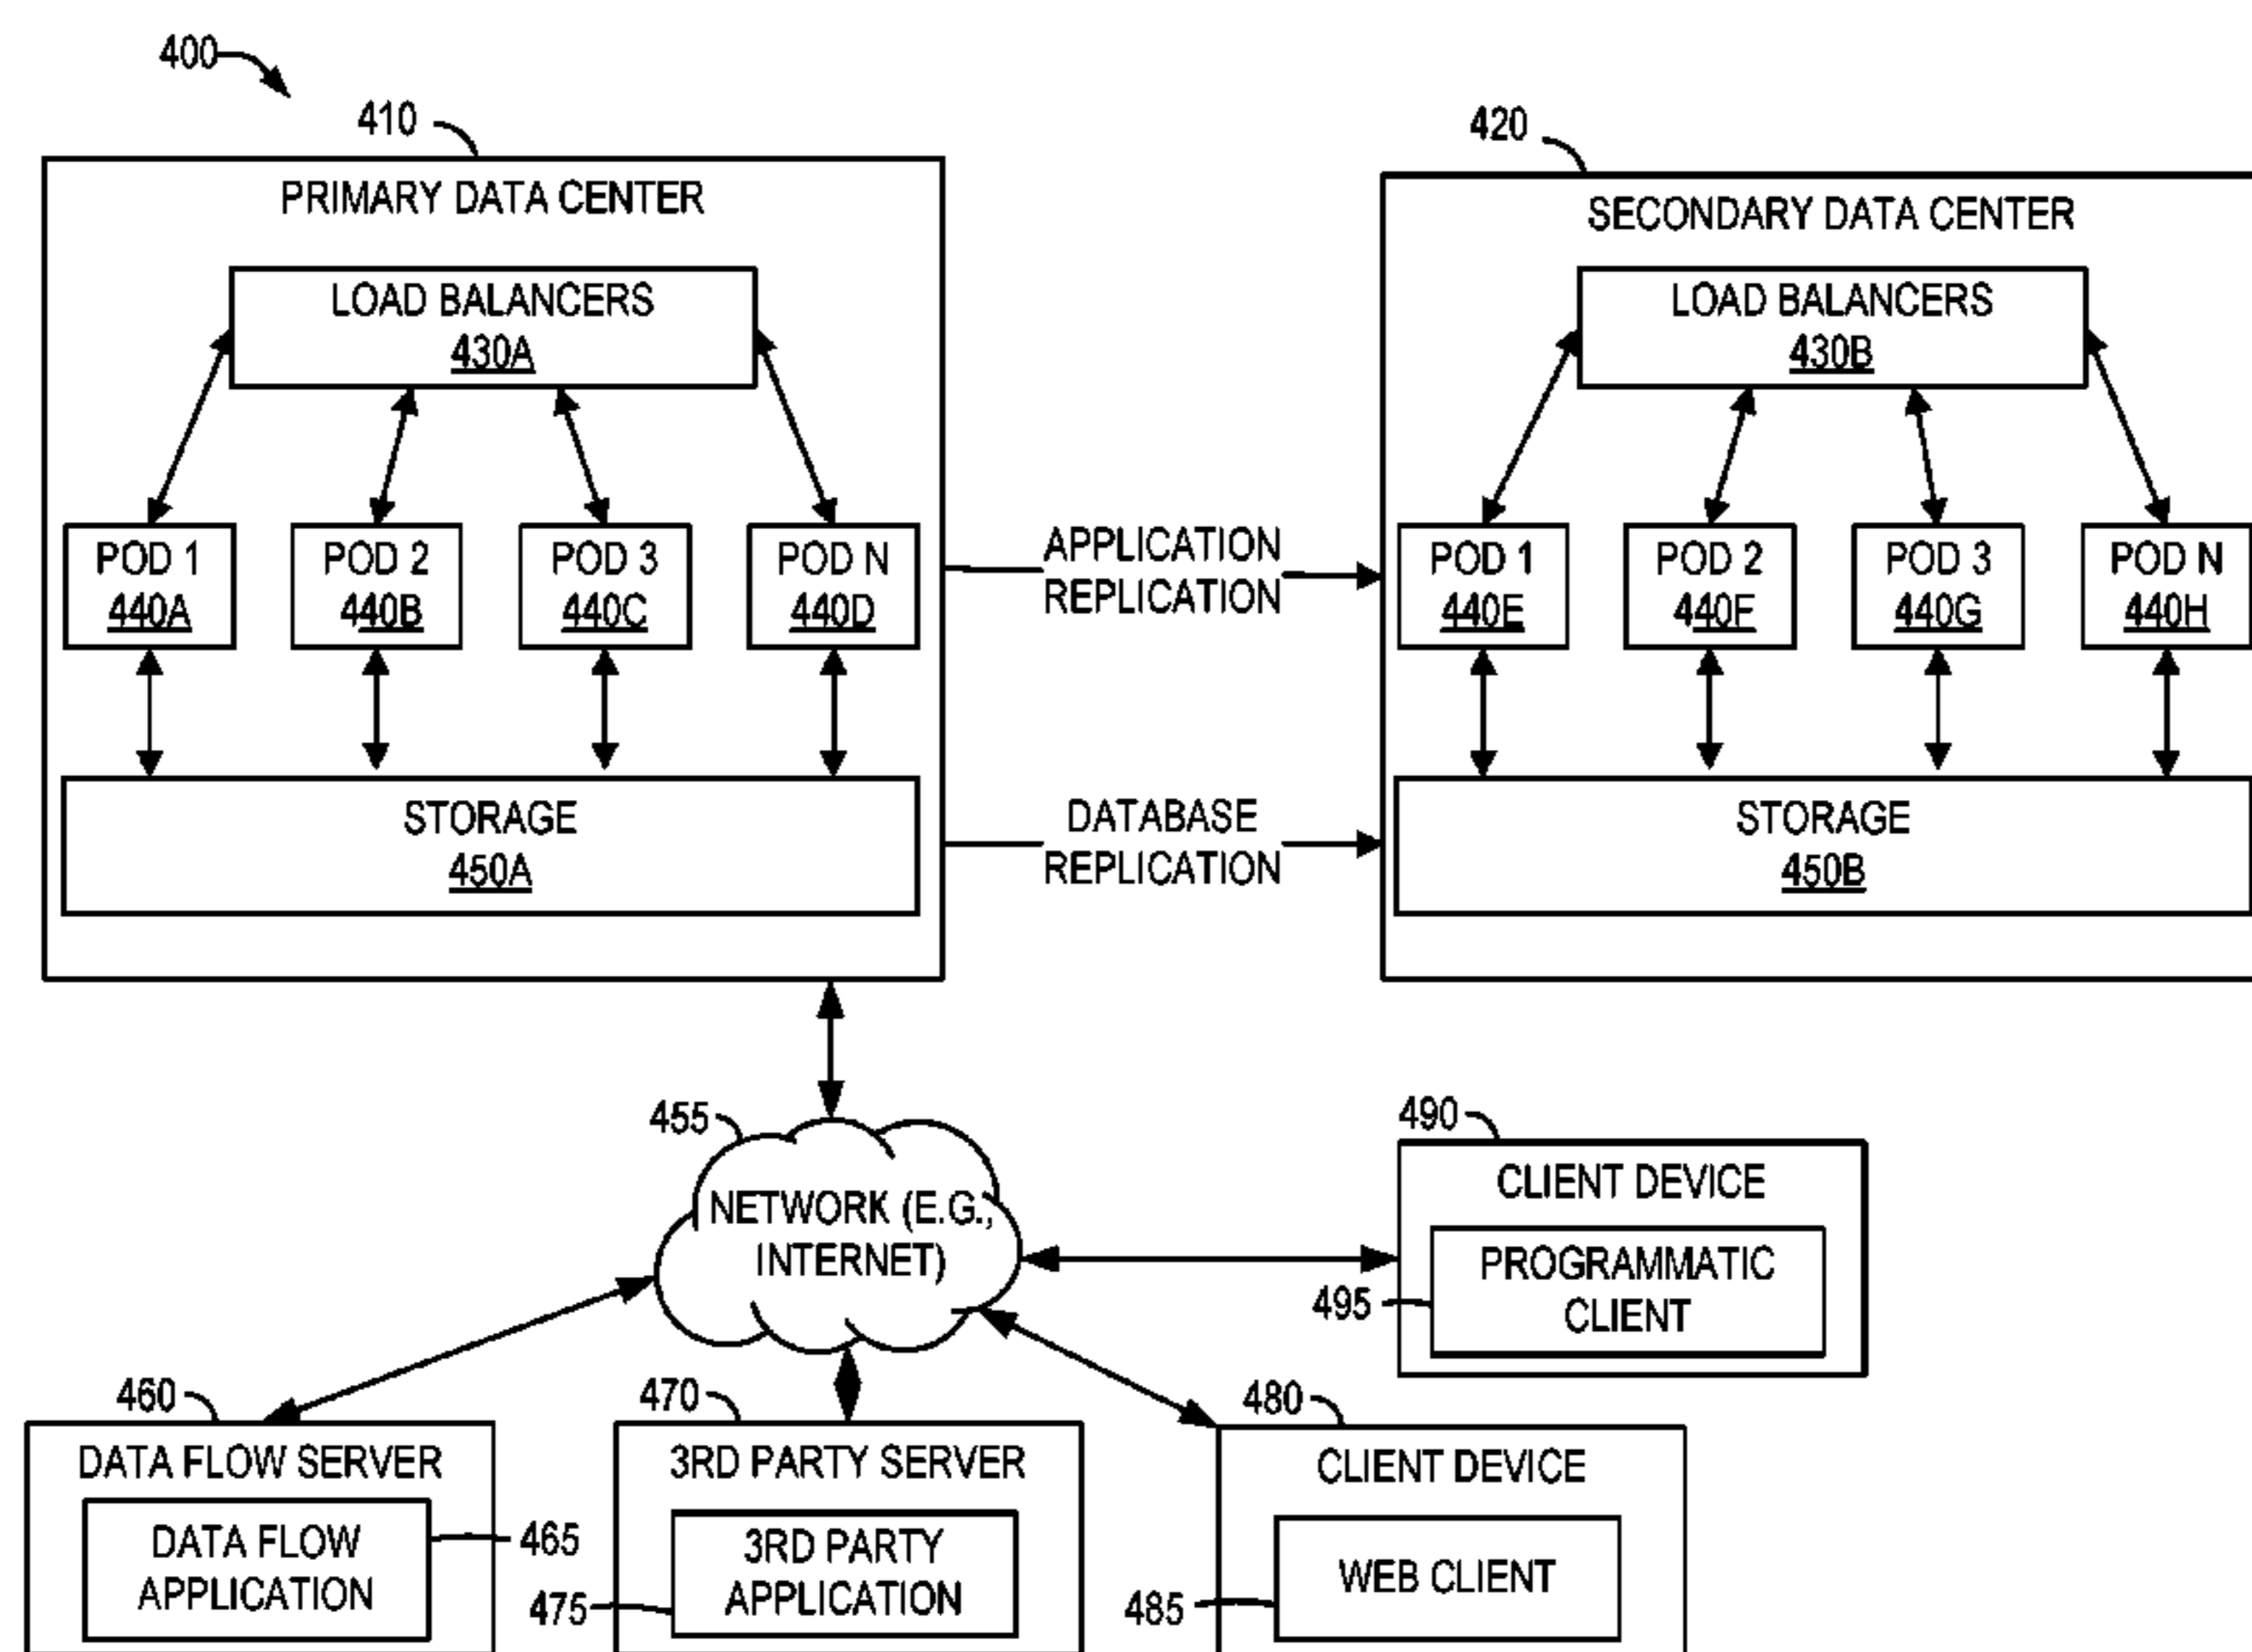 400
410
PRIMARY DATA CENTER
LOAD BALANCERS
430A
POD 1
440A
POD 2
440B
POD 3
440C
POD N
440D
STORAGE
450A
APPLICATION
REPLICATION
DATABASE
REPLICATION
420
SECONDARY DATA CENTER
LOAD BALANCERS
430B
POD 1
440E
POD 2
440F
POD 3
440G
POD N
440H
STORAGE
450B
455
NETWORK (E.G.,
INTERNET)
490
CLIENT DEVICE
PROGRAMMATIC
CLIENT
495
460
DATA FLOW SERVER
DATA FLOW
APPLICATION
465
470
3RD PARTY SERVER
3RD PARTY
APPLICATION
475
480
CLIENT DEVICE
WEB CLIENT
485